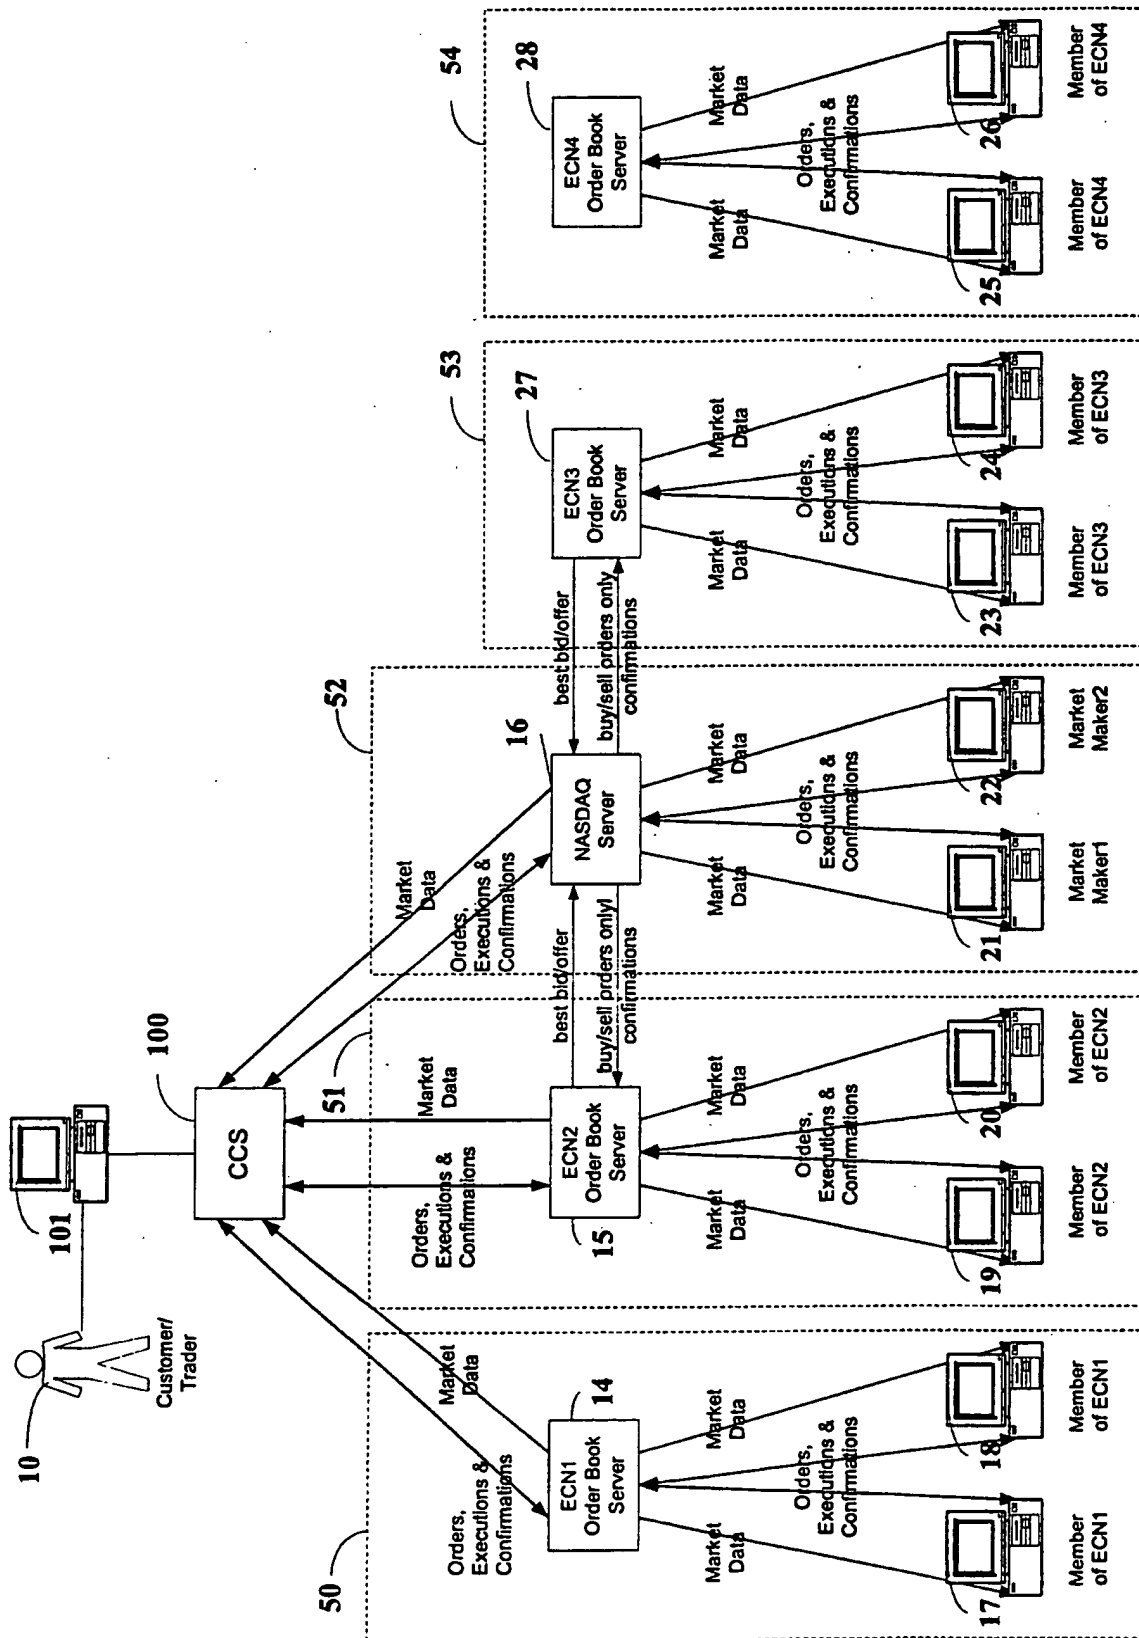 10
Customer/
Trader
101
CCS
100
50
51
52
53
54
Orders,
Executions &
Confirmations
Market
Data
Orders,
Executions &
Confirmations
Market Data
Orders,
Executions &
Confirmations
Market
Data
ECN1
Order Book
Server
14
ECN2
Order Book
Server
15
best bid/offer
buy/sell orders only
confirmations
NASDAQ
Server
16
best bid/offer
buy/sell orders only
confirmations
ECN3
Order Book
Server
27
ECN4
Order Book
Server
28
Market
Data
Orders,
Executions &
Confirmations
Market
Data
Market
Data
Orders,
Executions &
Confirmations
Market
Data
Market
Data
Orders,
Executions &
Confirmations
Market
Data
Market
Data
Orders,
Executions &
Confirmations
Market
Data
Market
Data
Orders,
Executions &
Confirmations
Market
Data
17
18
19
20
21
22
23
24
25
26
Member
of ECN1
Member
of ECN1
Member
of ECN2
Member
of ECN2
Market
Maker1
Market
Maker2
Member
of ECN3
Member
of ECN3
Member
of ECN4
Member
of ECN4